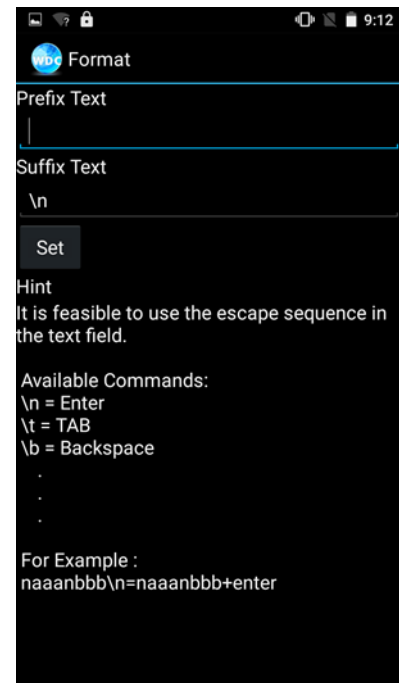 9:12
WDC Format
Prefix Text
Suffix Text
\n
Set
Hint
It is feasible to use the escape sequence in
the text field.
Available Commands:
\n = Enter
\t = TAB
\b = Backspace
.
.
.
For Example :
naaanbbb\n=naaanbbb+enter